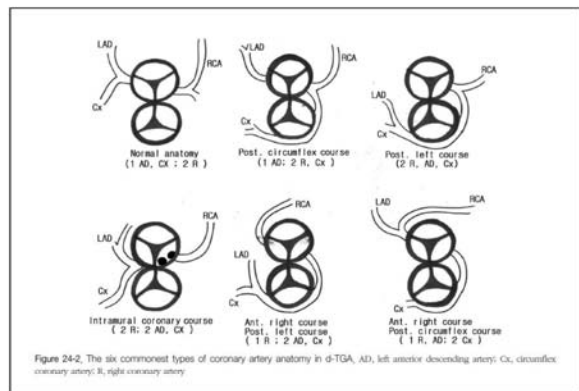 LAD
RCA
Cx
Normal anatomy
( 1 AD, CX : 2 R )
LAD
RCA
Cx
Post. circumflex course
( 1 AD; 2 R, Cx )
RCA
LAD
Cx
Post. left course
(2 R, AD, Cx)
RCA
LAD
Cx
Intramural coronary course
( 2 R; 2 AD, CX )
RCA
LAD
Cx
Ant. right course
Post. left course
( 1 R ; 2 AD, Cx )
LAD
RCA
Cx
Ant. right course
Post. circumflex course
( 1 R, AD; 2 Cx )
Figure 24-2. The six commonest types of coronary artery anatomy in d-TGA, AD, left anterior descending artery; Cx, circumflex
coronary artery; R, right coronary artery